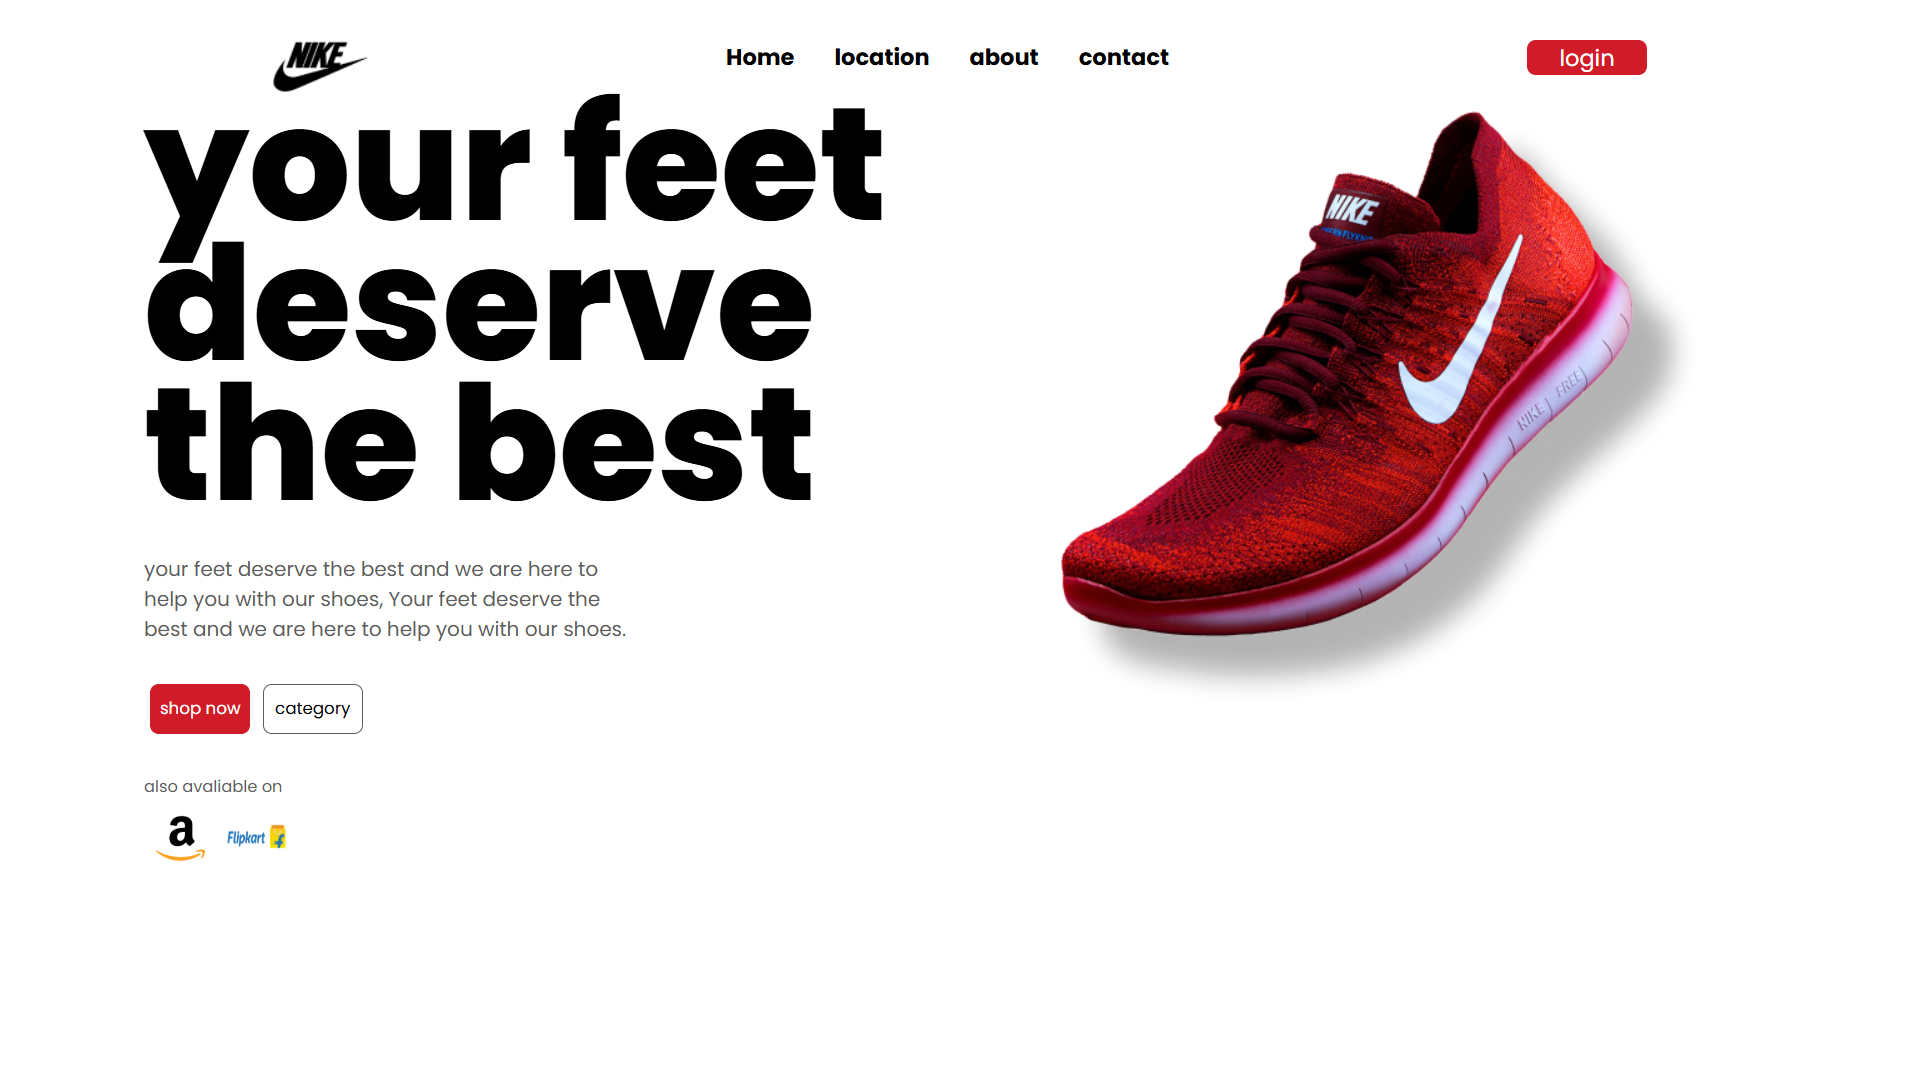 NIKE
Home location about contact
login
your feet
deserve
the best
NIKE
NIKE FREE
your feet deserve the best and we are here to
help you with our shoes, Your feet deserve the
best and we are here to help you with our shoes.
shop now category
also avaliable on
a
Flipkart f